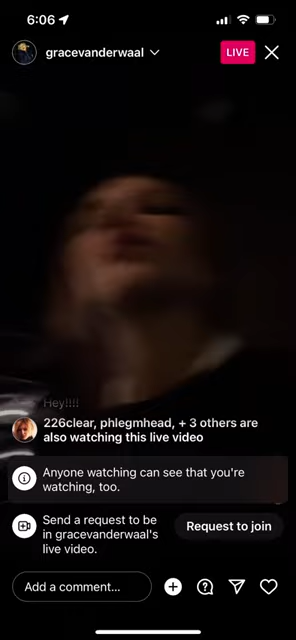 6:06
gracevanderwaal
LIVE
Hey!!!!
226clear, phlegmhead, + 3 others are
also watching this live video
Anyone watching can see that you're
watching, too.
Send a request to be
in gracevanderwaal's
live video.
Request to join
Add a comment...